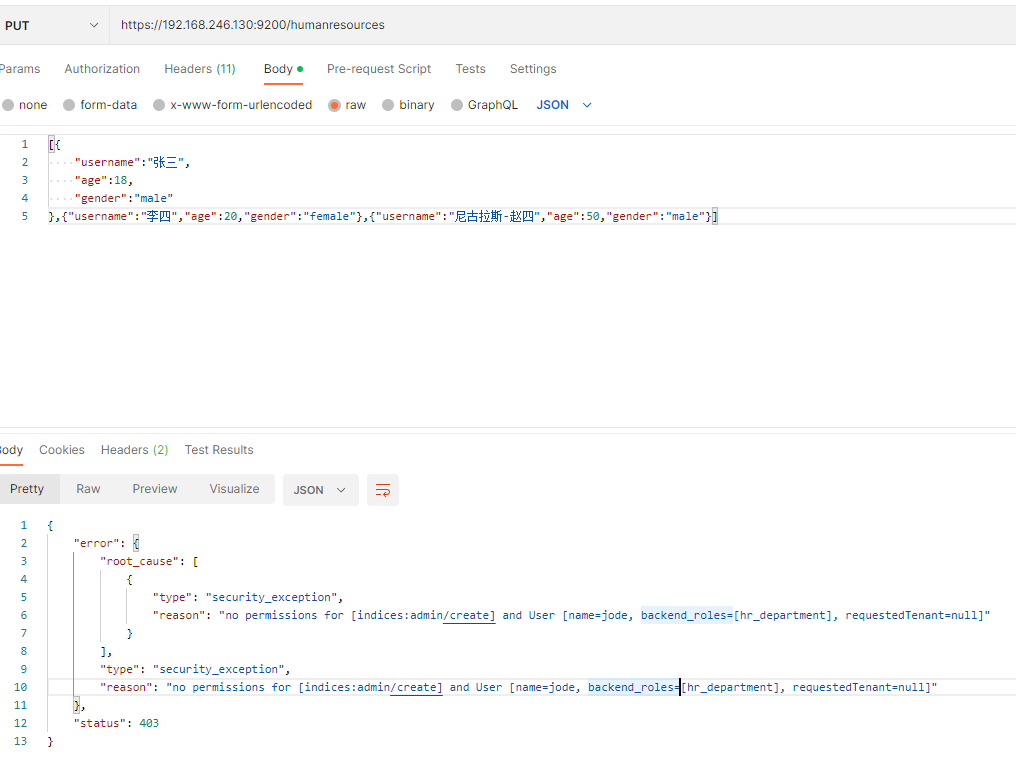 PUT https://192.168.246.130:9200/humanresources
Params Authorization Headers (11) Body Pre-request Script Tests Settings
none form-data x-www-form-urlencoded raw binary GraphQL JSON
1 [{
2 ····"username":"张三",
3 ····"age":18,
4 ····"gender":"male"
5 },{"username":"李四","age":20,"gender":"female"},{"username":"尼古拉斯-赵四","age":50,"gender":"male"}]
Body Cookies Headers (2) Test Results
Pretty Raw Preview Visualize JSON
1 {
2 "error": {
3 "root_cause": [
4 {
5 "type": "security_exception",
6 "reason": "no permissions for [indices:admin/create] and User [name=jode, backend_roles=[hr_department], requestedTenant=null]"
7 }
8 ],
9 "type": "security_exception",
10 "reason": "no permissions for [indices:admin/create] and User [name=jode, backend_roles=[hr_department], requestedTenant=null]"
11 },
12 "status": 403
13 }